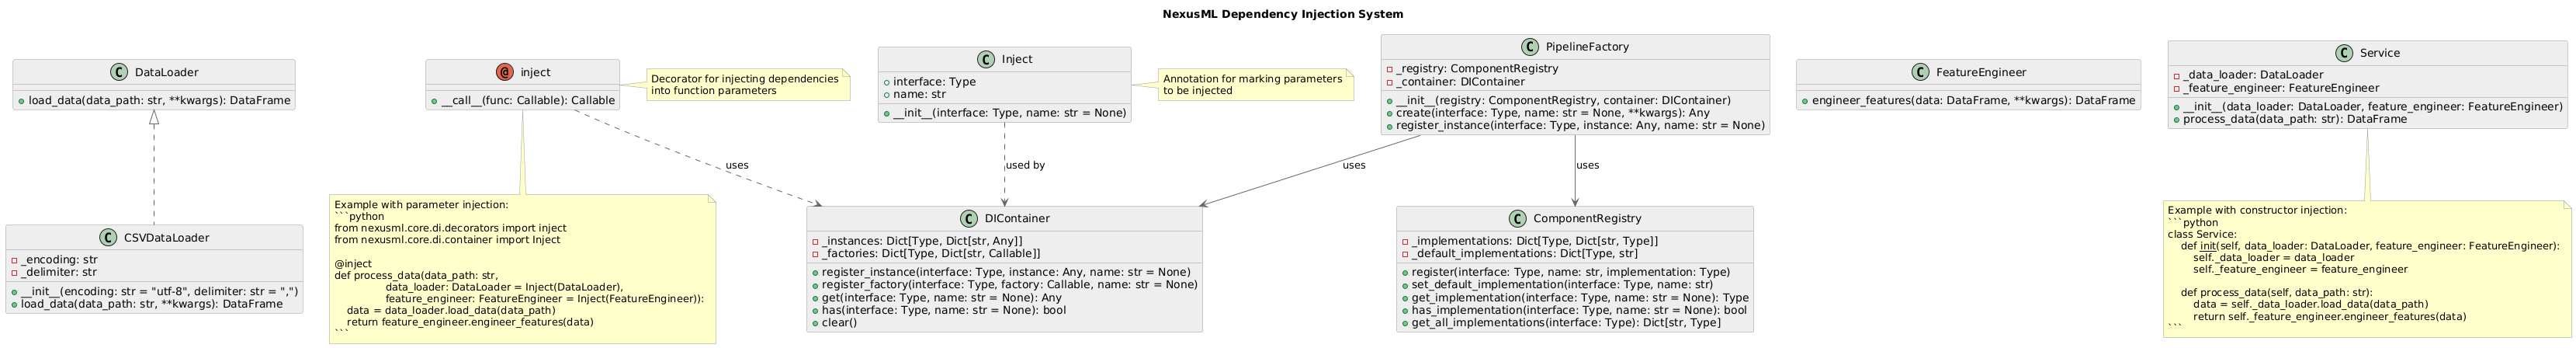 NexusML Dependency Injection System
C DataLoader
load_data(data_path: str, **kwargs): DataFrame
@ inject
__call__(func: Callable): Callable
Decorator for injecting dependencies
into function parameters
C Inject
interface: Type
name: str
__init__(interface: Type, name: str = None)
Annotation for marking parameters
to be injected
C PipelineFactory
_registry: ComponentRegistry
_container: DIContainer
__init__(registry: ComponentRegistry, container: DIContainer)
create(interface: Type, name: str = None, **kwargs): Any
register_instance(interface: Type, instance: Any, name: str = None)
C FeatureEngineer
engineer_features(data: DataFrame, **kwargs): DataFrame
C Service
_data_loader: DataLoader
_feature_engineer: FeatureEngineer
__init__(data_loader: DataLoader, feature_engineer: FeatureEngineer)
process_data(data_path: str): DataFrame
uses
used by
uses
uses
C CSVDataLoader
_encoding: str
_delimiter: str
__init__(encoding: str = "utf-8", delimiter: str = ",")
load_data(data_path: str, **kwargs): DataFrame
Example with parameter injection:
```python
from nexusml.core.di.decorators import inject
from nexusml.core.di.container import Inject
@inject
def process_data(data_path: str,
data_loader: DataLoader = Inject(DataLoader),
feature_engineer: FeatureEngineer = Inject(FeatureEngineer)):
data = data_loader.load_data(data_path)
return feature_engineer.engineer_features(data)
```
C DIContainer
_instances: Dict[Type, Dict[str, Any]]
_factories: Dict[Type, Dict[str, Callable]]
register_instance(interface: Type, instance: Any, name: str = None)
register_factory(interface: Type, factory: Callable, name: str = None)
get(interface: Type, name: str = None): Any
has(interface: Type, name: str = None): bool
clear()
C ComponentRegistry
_implementations: Dict[Type, Dict[str, Type]]
_default_implementations: Dict[Type, str]
register(interface: Type, name: str, implementation: Type)
set_default_implementation(interface: Type, name: str)
get_implementation(interface: Type, name: str = None): Type
has_implementation(interface: Type, name: str = None): bool
get_all_implementations(interface: Type): Dict[str, Type]
Example with constructor injection:
```python
class Service:
def init(self, data_loader: DataLoader, feature_engineer: FeatureEngineer):
self._data_loader = data_loader
self._feature_engineer = feature_engineer
def process_data(self, data_path: str):
data = self._data_loader.load_data(data_path)
return self._feature_engineer.engineer_features(data)
```